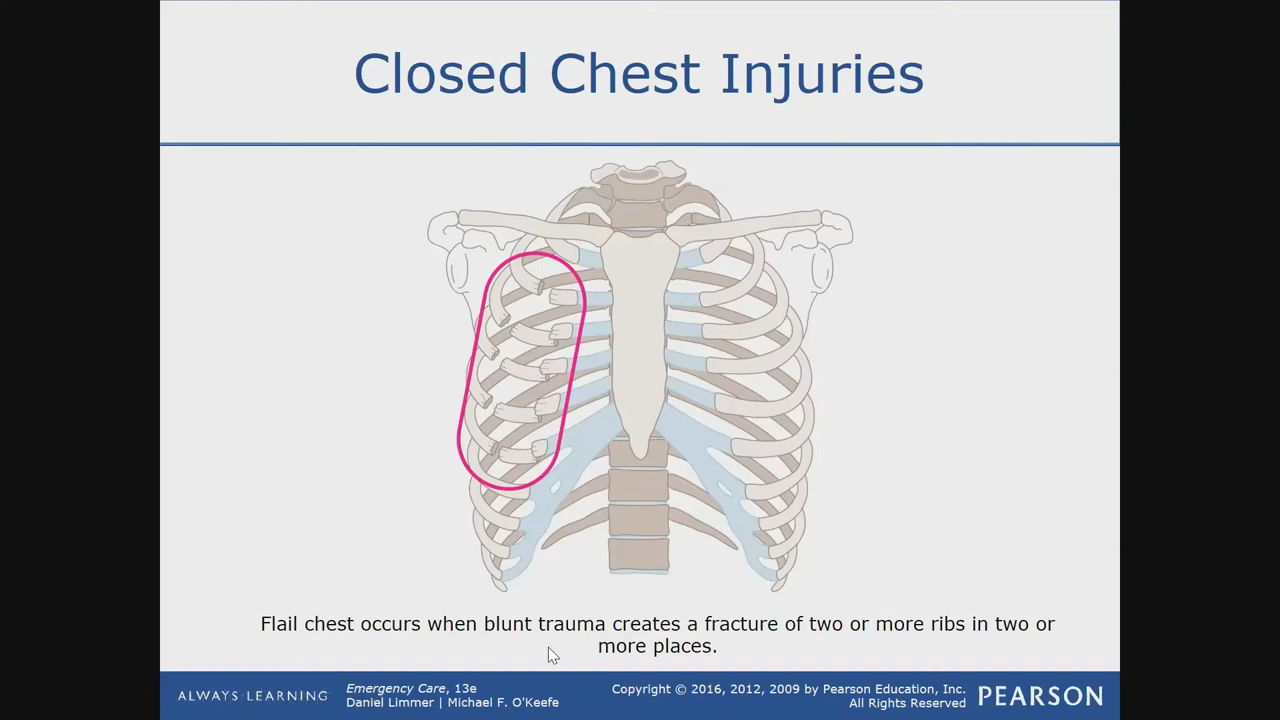 Closed Chest Injuries
Flail chest occurs when blunt trauma creates a fracture of two or more ribs in two or
more places.
ALWAYS LEARNING
Emergency Care, 13e
Daniel Limmer | Michael F. O'Keefe
Copyright © 2016, 2012, 2009 by Pearson Education, Inc.
All Rights Reserved
PEARSON